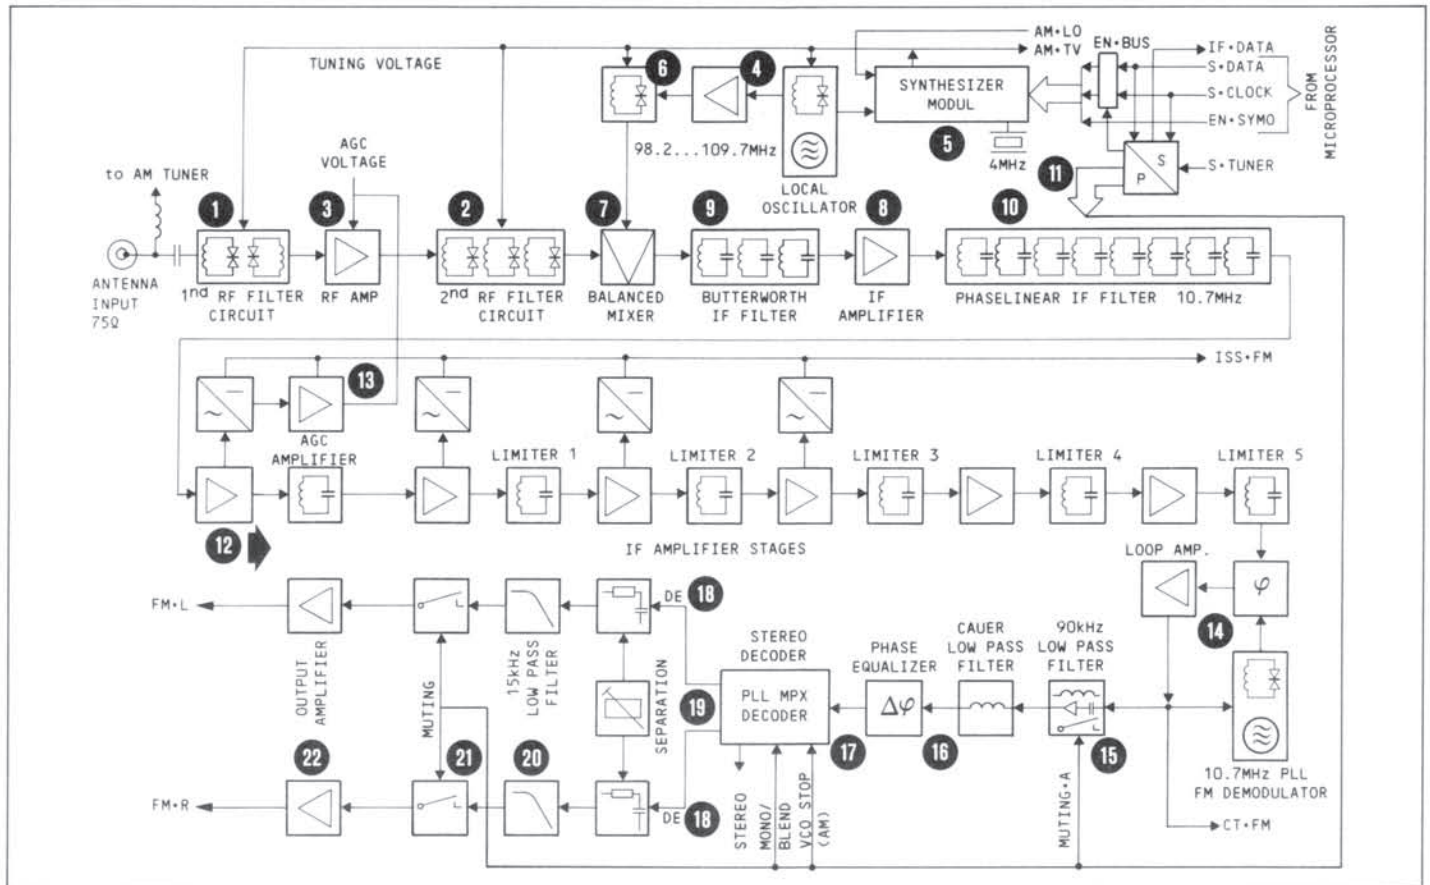 AM•LO
AM•TV
EN•BUS
IF•DATA
S•DATA
S•CLOCK
EN•SYMO
FROM
MICROPROCESSOR
TUNING VOLTAGE
6
4
SYNTHESIZER
MODUL
5
4MHz
98.2...109.7MHz
LOCAL
OSCILLATOR
11
S
P
S•TUNER
AGC
VOLTAGE
to AM TUNER
1
3
2
7
9
8
10
ANTENNA
INPUT
75Ω
1nd RF FILTER
CIRCUIT
RF AMP
2nd RF FILTER
CIRCUIT
BALANCED
MIXER
BUTTERWORTH
IF FILTER
IF
AMPLIFIER
PHASELINEAR IF FILTER 10.7MHz
ISS•FM
13
AGC
AMPLIFIER
LIMITER 1
LIMITER 2
LIMITER 3
LIMITER 4
LIMITER 5
12
IF AMPLIFIER STAGES
LOOP AMP.
φ
14
FM•L
OUTPUT
AMPLIFIER
MUTING
15kHz
LOW PASS
FILTER
SEPARATION
DE
18
STEREO
DECODER
PLL MPX
DECODER
19
PHASE
EQUALIZER
Δφ
CAUER
LOW PASS
FILTER
90kHz
LOW PASS
FILTER
17
16
15
10.7MHz PLL
FM DEMODULATOR
22
21
20
FM•R
DE
18
STEREO
MONO/
BLEND
VCO STOP
(AM)
MUTING•A
CT•FM